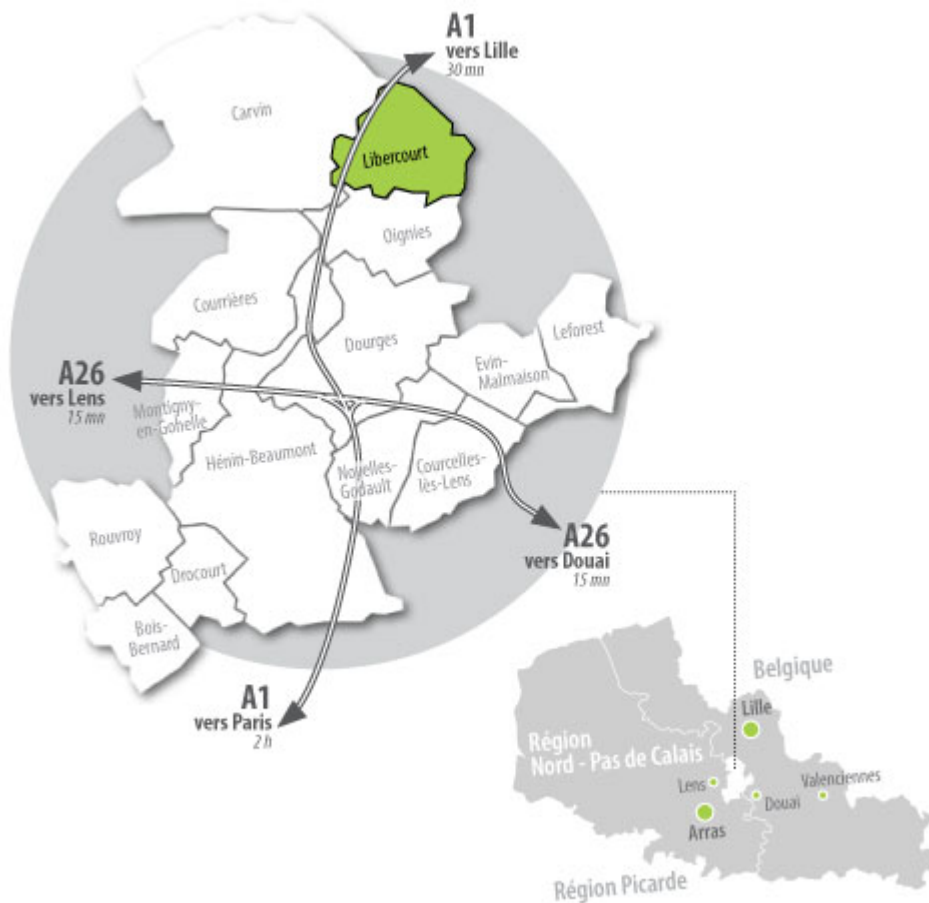 A1
vers Lille
30 mn
Carvin
Libercourt
Oignies
Courrières
Dourges
Leforest
Evin-
Malmaison
A26
vers Lens
15 mn
Montigny-
en-Gohelle
Hénin-Beaumont
Noyelles-
Godault
Courcelles-
lès-Lens
Rouvroy
Drocourt
Bois-
Bernard
A26
vers Douai
15 mn
A1
vers Paris
2 h
Belgique
Lille
Région
Nord - Pas de Calais
Lens
Valenciennes
Douai
Arras
Région Picarde